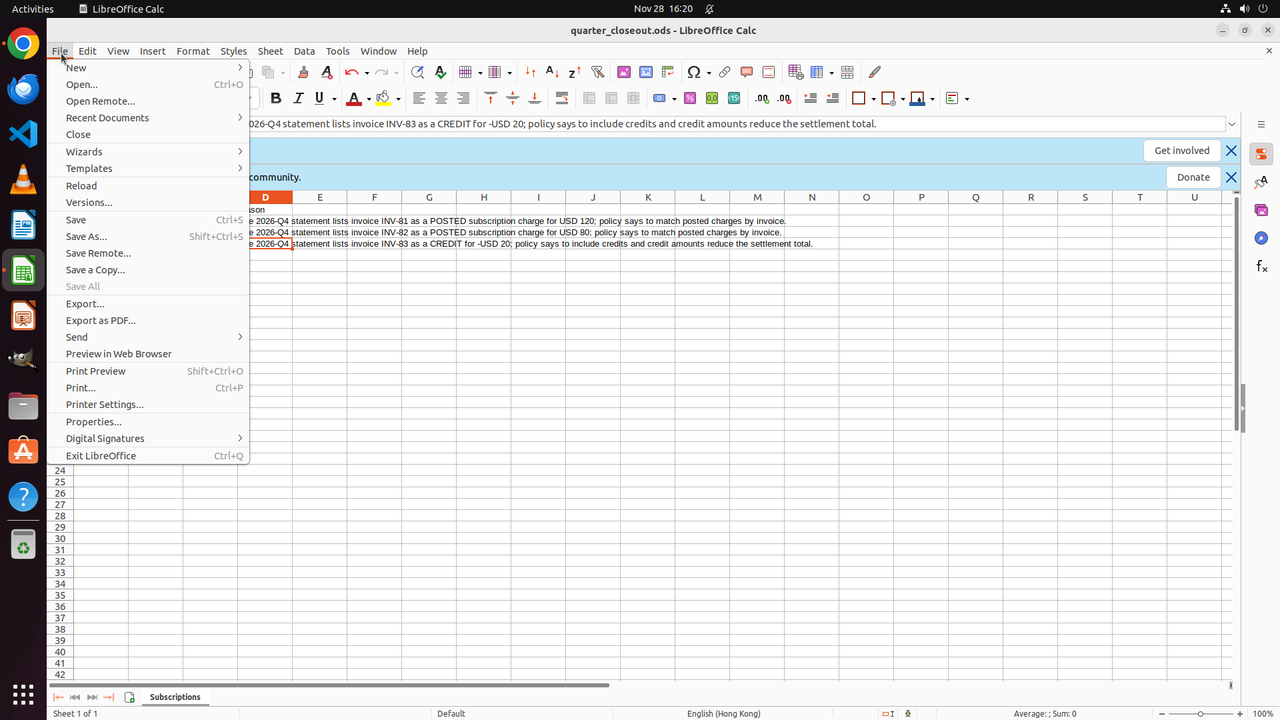 Activities
LibreOffice Calc
Nov 28 16:20
quarter_closeout.ods - LibreOffice Calc
File Edit View Insert Format Styles Sheet Data Tools Window Help
New
Open... Ctrl+O
Open Remote...
Recent Documents
Close
Wizards
Templates
Reload
Versions...
Save Ctrl+S
Save As... Shift+Ctrl+S
Save Remote...
Save a Copy...
Save All
Export...
Export as PDF...
Send
Preview in Web Browser
Print Preview Shift+Ctrl+O
Print... Ctrl+P
Printer Settings...
Properties...
Digital Signatures
Exit LibreOffice Ctrl+Q
2026-Q4 statement lists invoice INV-83 as a CREDIT for -USD 20; policy says to include credits and credit amounts reduce the settlement total.
Get involved
community.
Donate
D E F G H I J K L M N O P Q R S T U
son
e 2026-Q4 statement lists invoice INV-81 as a POSTED subscription charge for USD 120; policy says to match posted charges by invoice.
e 2026-Q4 statement lists invoice INV-82 as a POSTED subscription charge for USD 80; policy says to match posted charges by invoice.
e 2026-Q4 statement lists invoice INV-83 as a CREDIT for -USD 20; policy says to include credits and credit amounts reduce the settlement total.
24
25
26
27
28
29
30
31
32
33
34
35
36
37
38
39
40
41
42
Subscriptions
Sheet 1 of 1 Default English (Hong Kong) Average: ; Sum: 0 100%